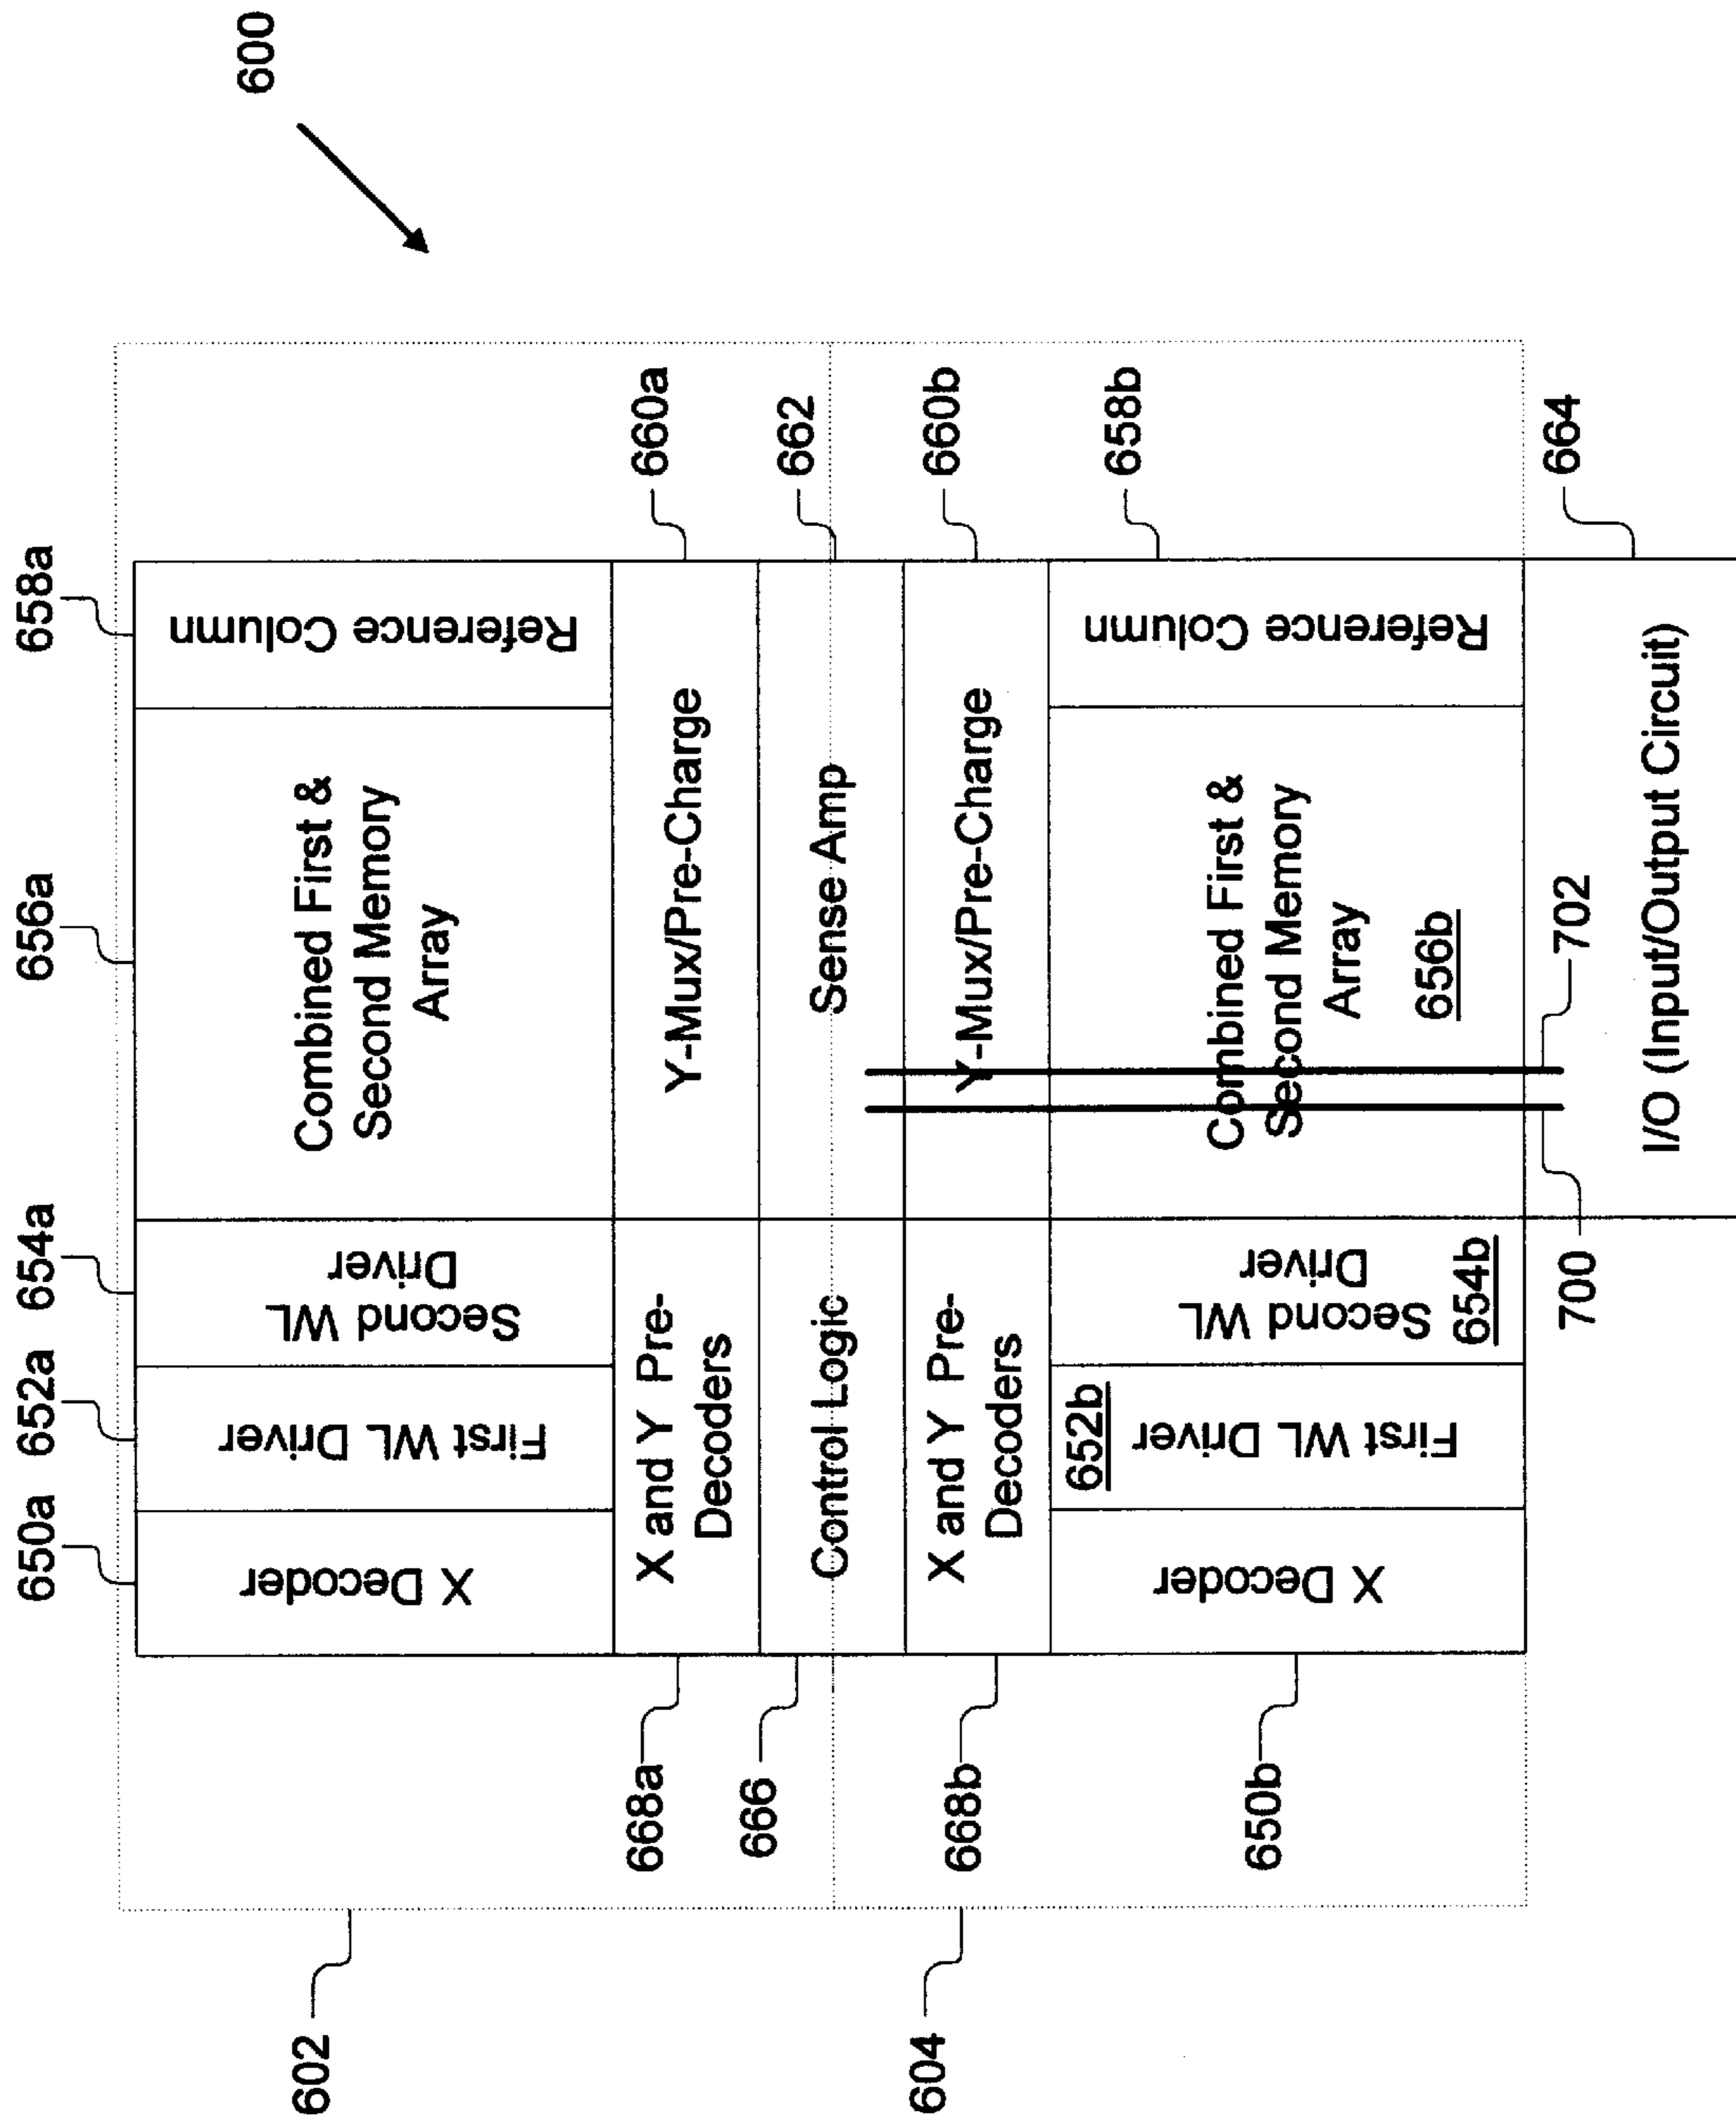 600
658a
656a
654a
652a
650a
Reference Column
Combined First &
Second Memory
Array
Second WL
Driver
First WL Driver
X Decoder
660a
Y-Mux/Pre-Charge
X and Y Pre-
Decoders
668a
662
Sense Amp
Control Logic
666
660b
Y-Mux/Pre-Charge
X and Y Pre-
Decoders
668b
658b
Reference Column
Combined First &
Second Memory
Array
656b
Second WL
Driver
654b
652b
First WL Driver
X Decoder
650b
664
I/O (Input/Output Circuit)
702
700
602
604